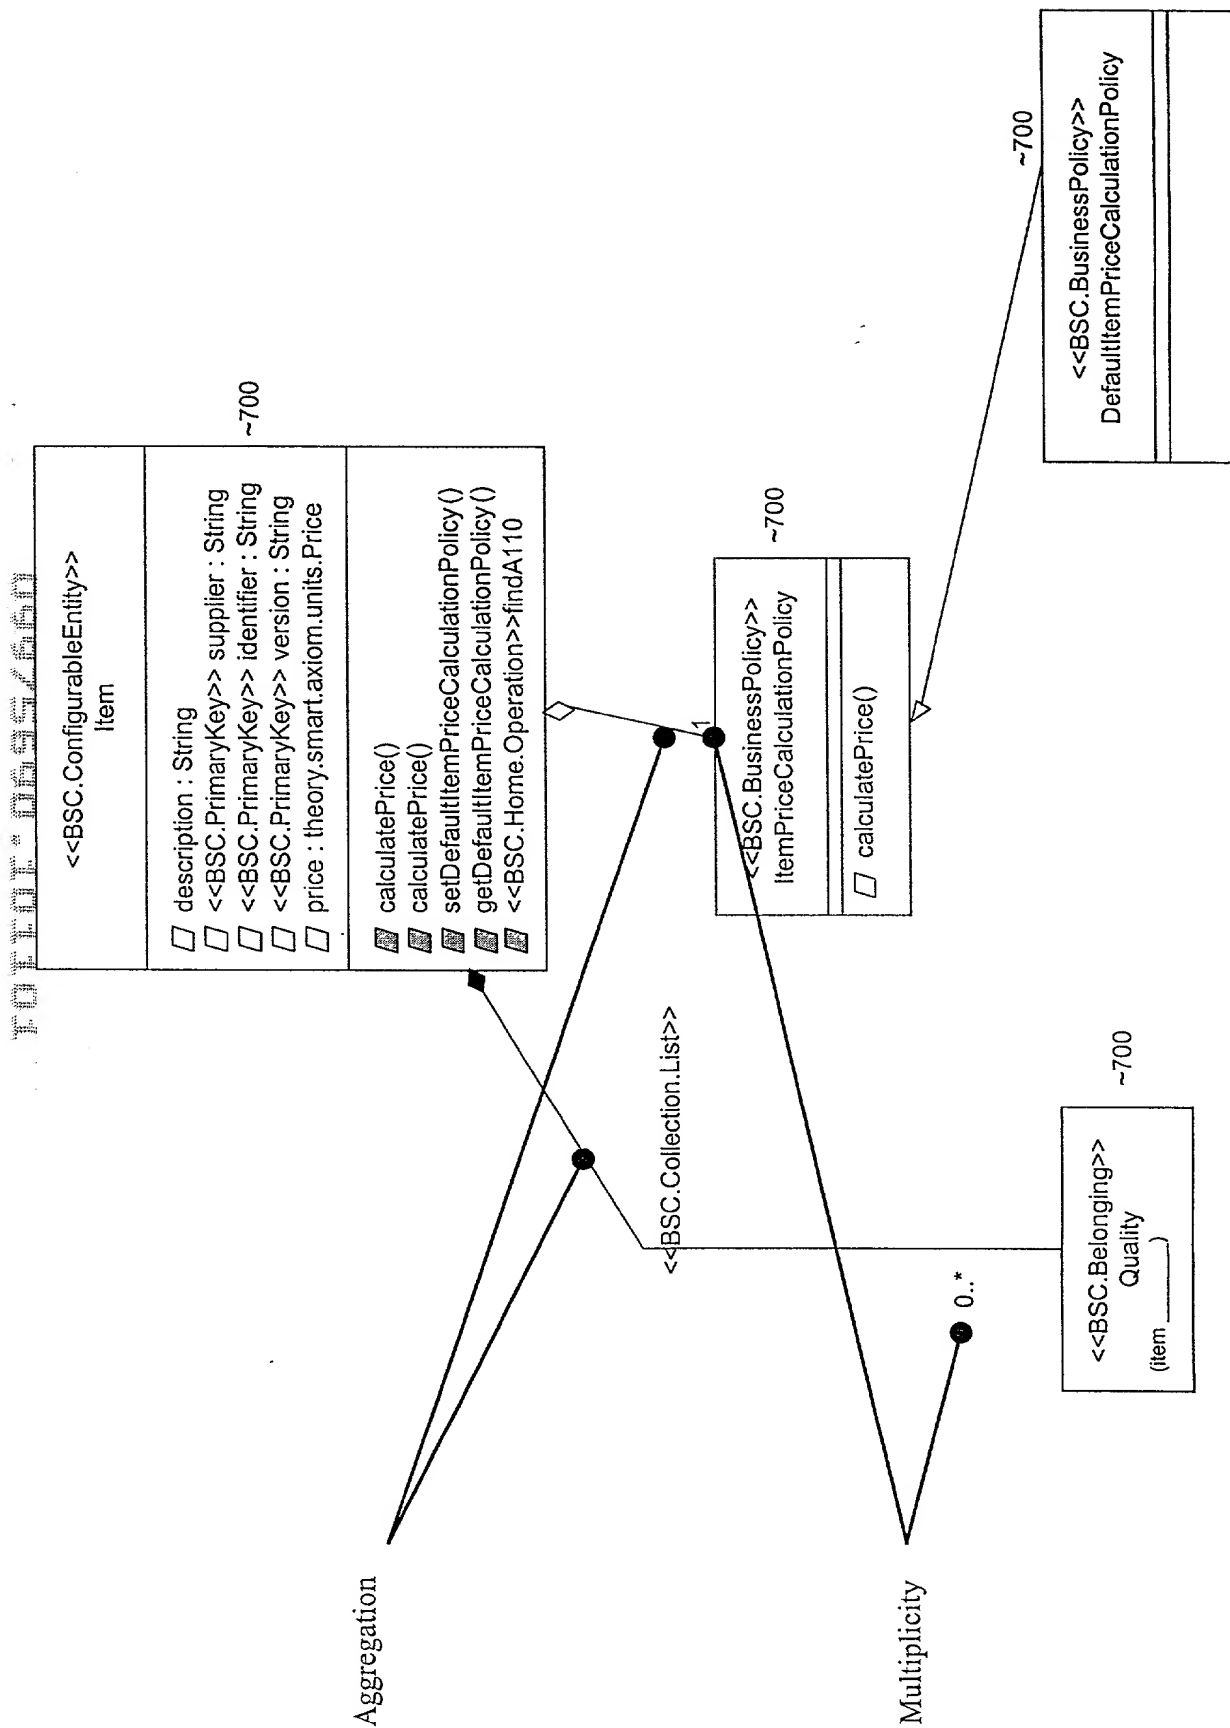 <<BSC.ConfigurableEntity>>
Item
description : String
<<BSC.PrimaryKey>> supplier : String
<<BSC.PrimaryKey>> identifier : String
<<BSC.PrimaryKey>> version : String
price : theory.smart.axiom.units.Price
calculatePrice()
calculatePrice()
setDefaultItemPriceCalculationPolicy()
getDefaultItemPriceCalculationPolicy()
<<BSC.Home.Operation>>findA110
~700
Aggregation
<<BSC.Collection.List>>
1
<<BSC.BusinessPolicy>>
ItemPriceCalculationPolicy
calculatePrice()
~700
Multiplicity
0..*
<<BSC.Belonging>>
Quality
(item______)
~700
<<BSC.BusinessPolicy>>
DefaultItemPriceCalculationPolicy
~700